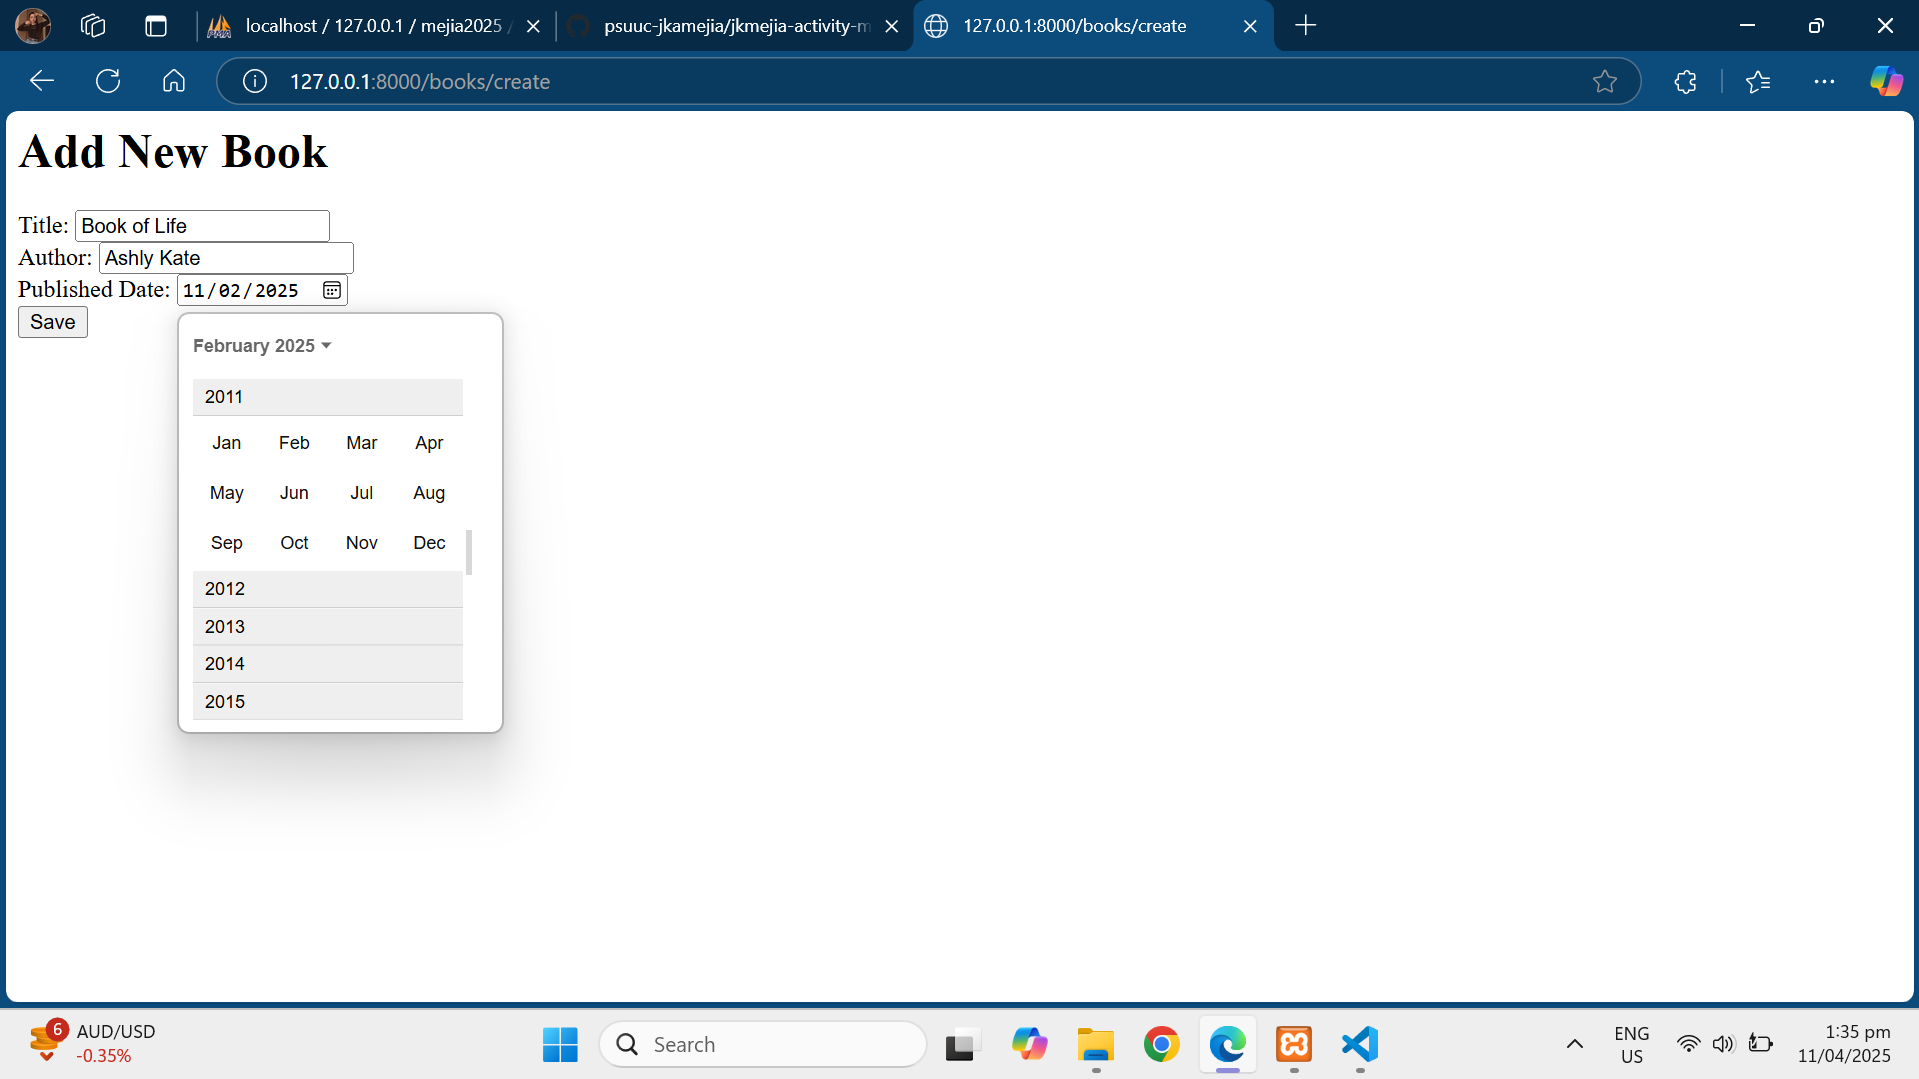 localhost / 127.0.0.1 / mejia2025 /
psuuc-jkamejia/jkmejia-activity-m
127.0.0.1:8000/books/create
127.0.0.1:8000/books/create
Add New Book
Title: Book of Life
Author: Ashly Kate
Published Date: 11/02/2025
Save
February 2025
2011
Jan Feb Mar Apr
May Jun Jul Aug
Sep Oct Nov Dec
2012
2013
2014
2015
6
AUD/USD
-0.35%
Search
ENG
US
1:35 pm
11/04/2025